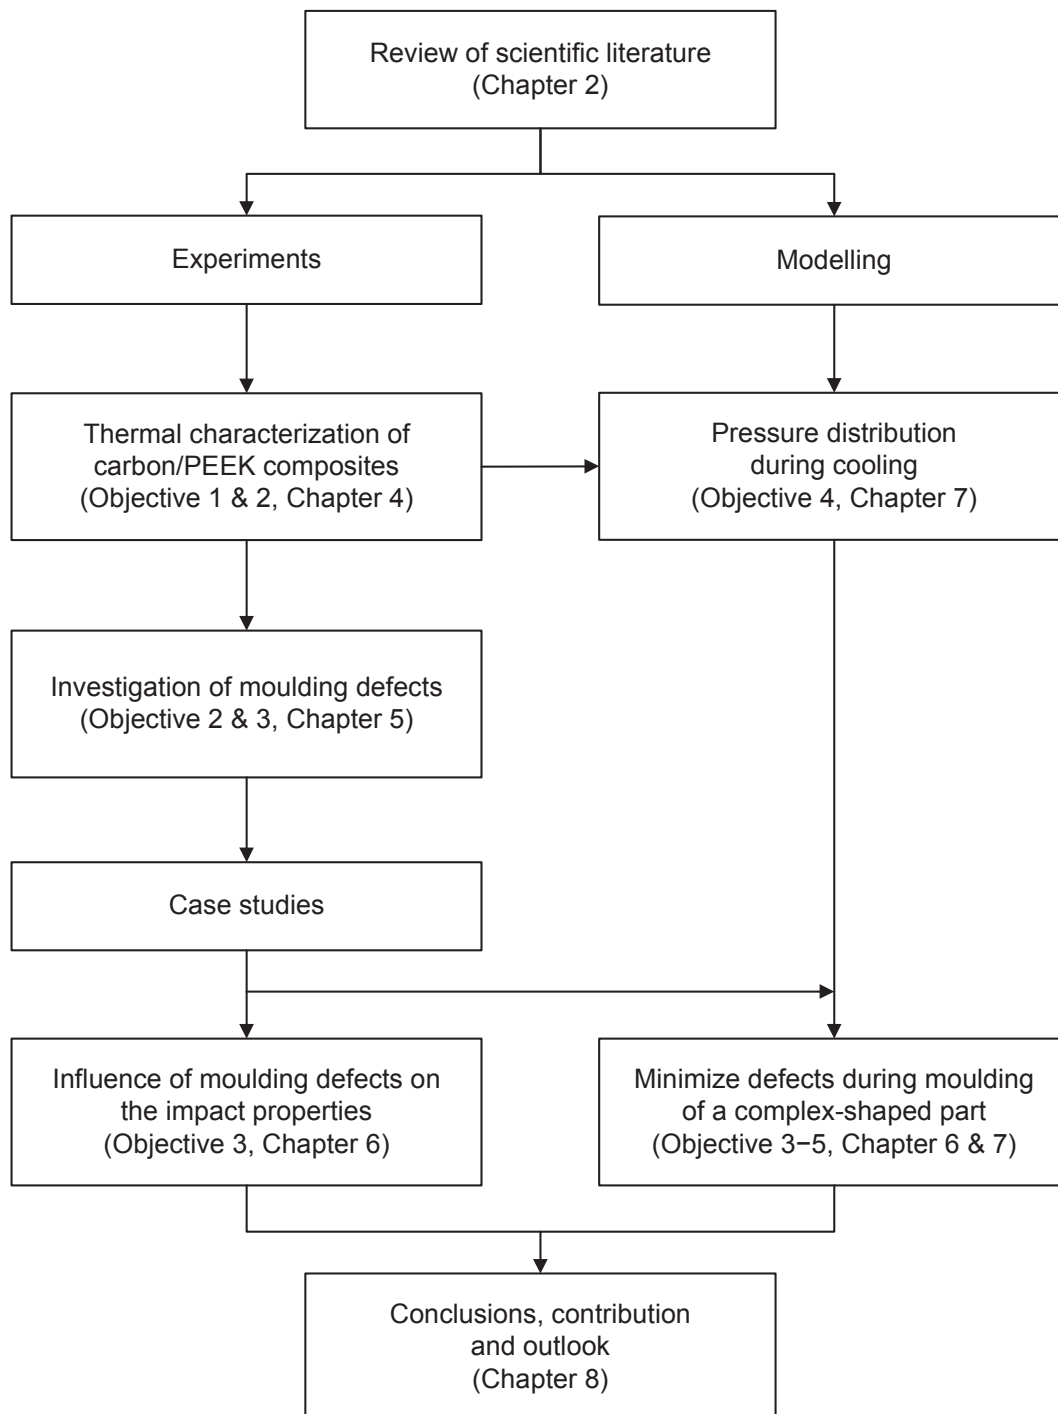 Review of scientific literature
(Chapter 2)
Experiments
Modelling
Thermal characterization of
carbon/PEEK composites
(Objective 1 & 2, Chapter 4)
Pressure distribution
during cooling
(Objective 4, Chapter 7)
Investigation of moulding defects
(Objective 2 & 3, Chapter 5)
Case studies
Influence of moulding defects on
the impact properties
(Objective 3, Chapter 6)
Minimize defects during moulding
of a complex-shaped part
(Objective 3−5, Chapter 6 & 7)
Conclusions, contribution
and outlook
(Chapter 8)